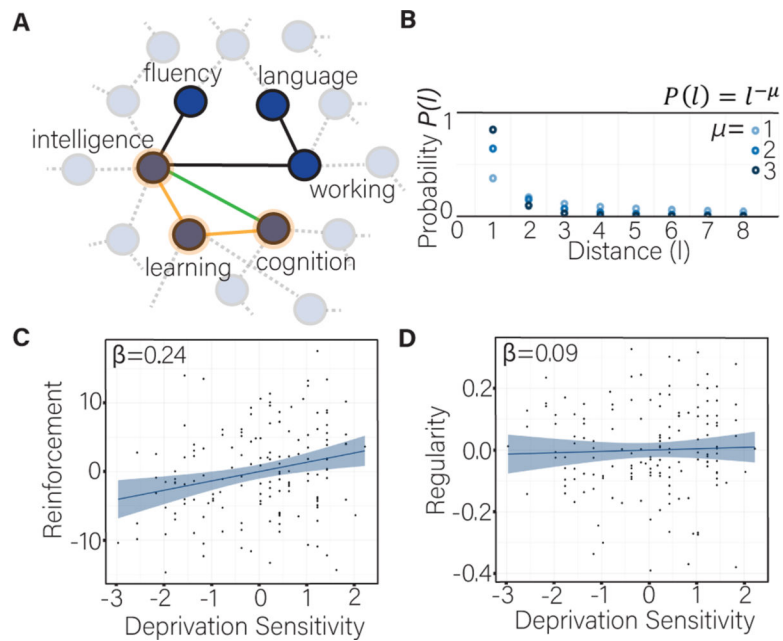 A
fluency
language
intelligence
working
learning
cognition
B
P(l) = l^{-μ}
Probability P(l)
1
0
μ= 1
2
3
0 1 2 3 4 5 6 7 8
Distance (l)
C
β=0.24
Reinforcement
10
0
-10
-3 -2 -1 0 1 2
Deprivation Sensitivity
D
β=0.09
Regularity
0.2
0.0
-0.2
-0.4
-3 -2 -1 0 1 2
Deprivation Sensitivity